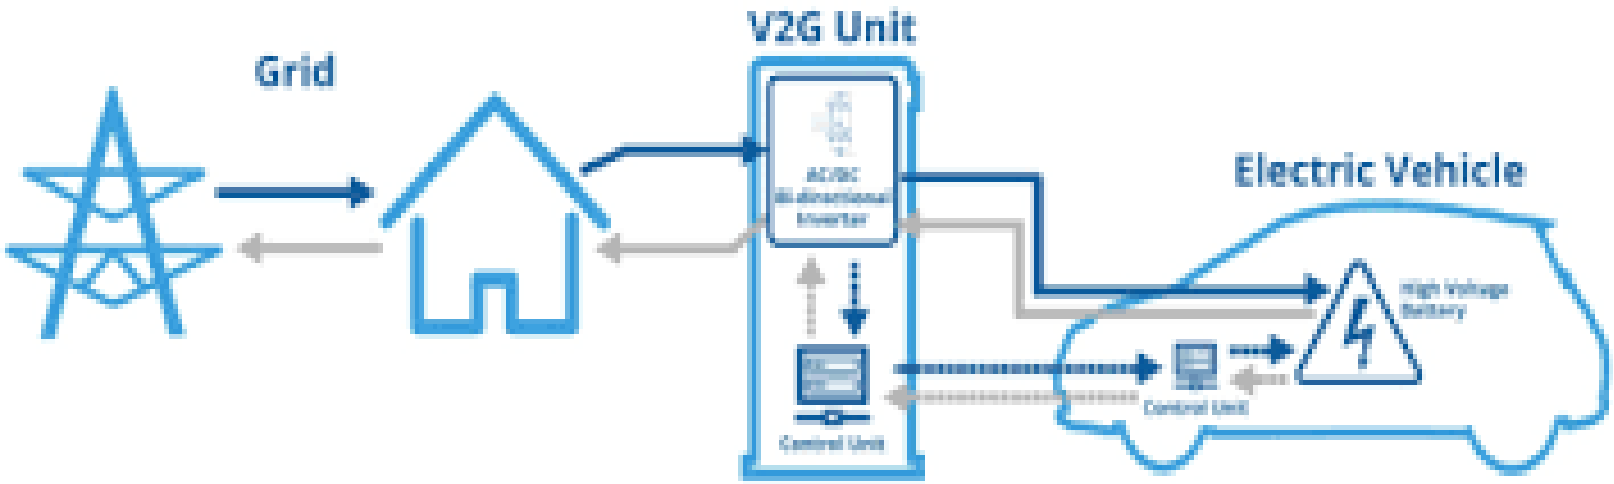 V2G Unit
Grid
Electric Vehicle
AC/DC
Bi-directional
Inverter
High Voltage
Battery
Control Unit
Control Unit